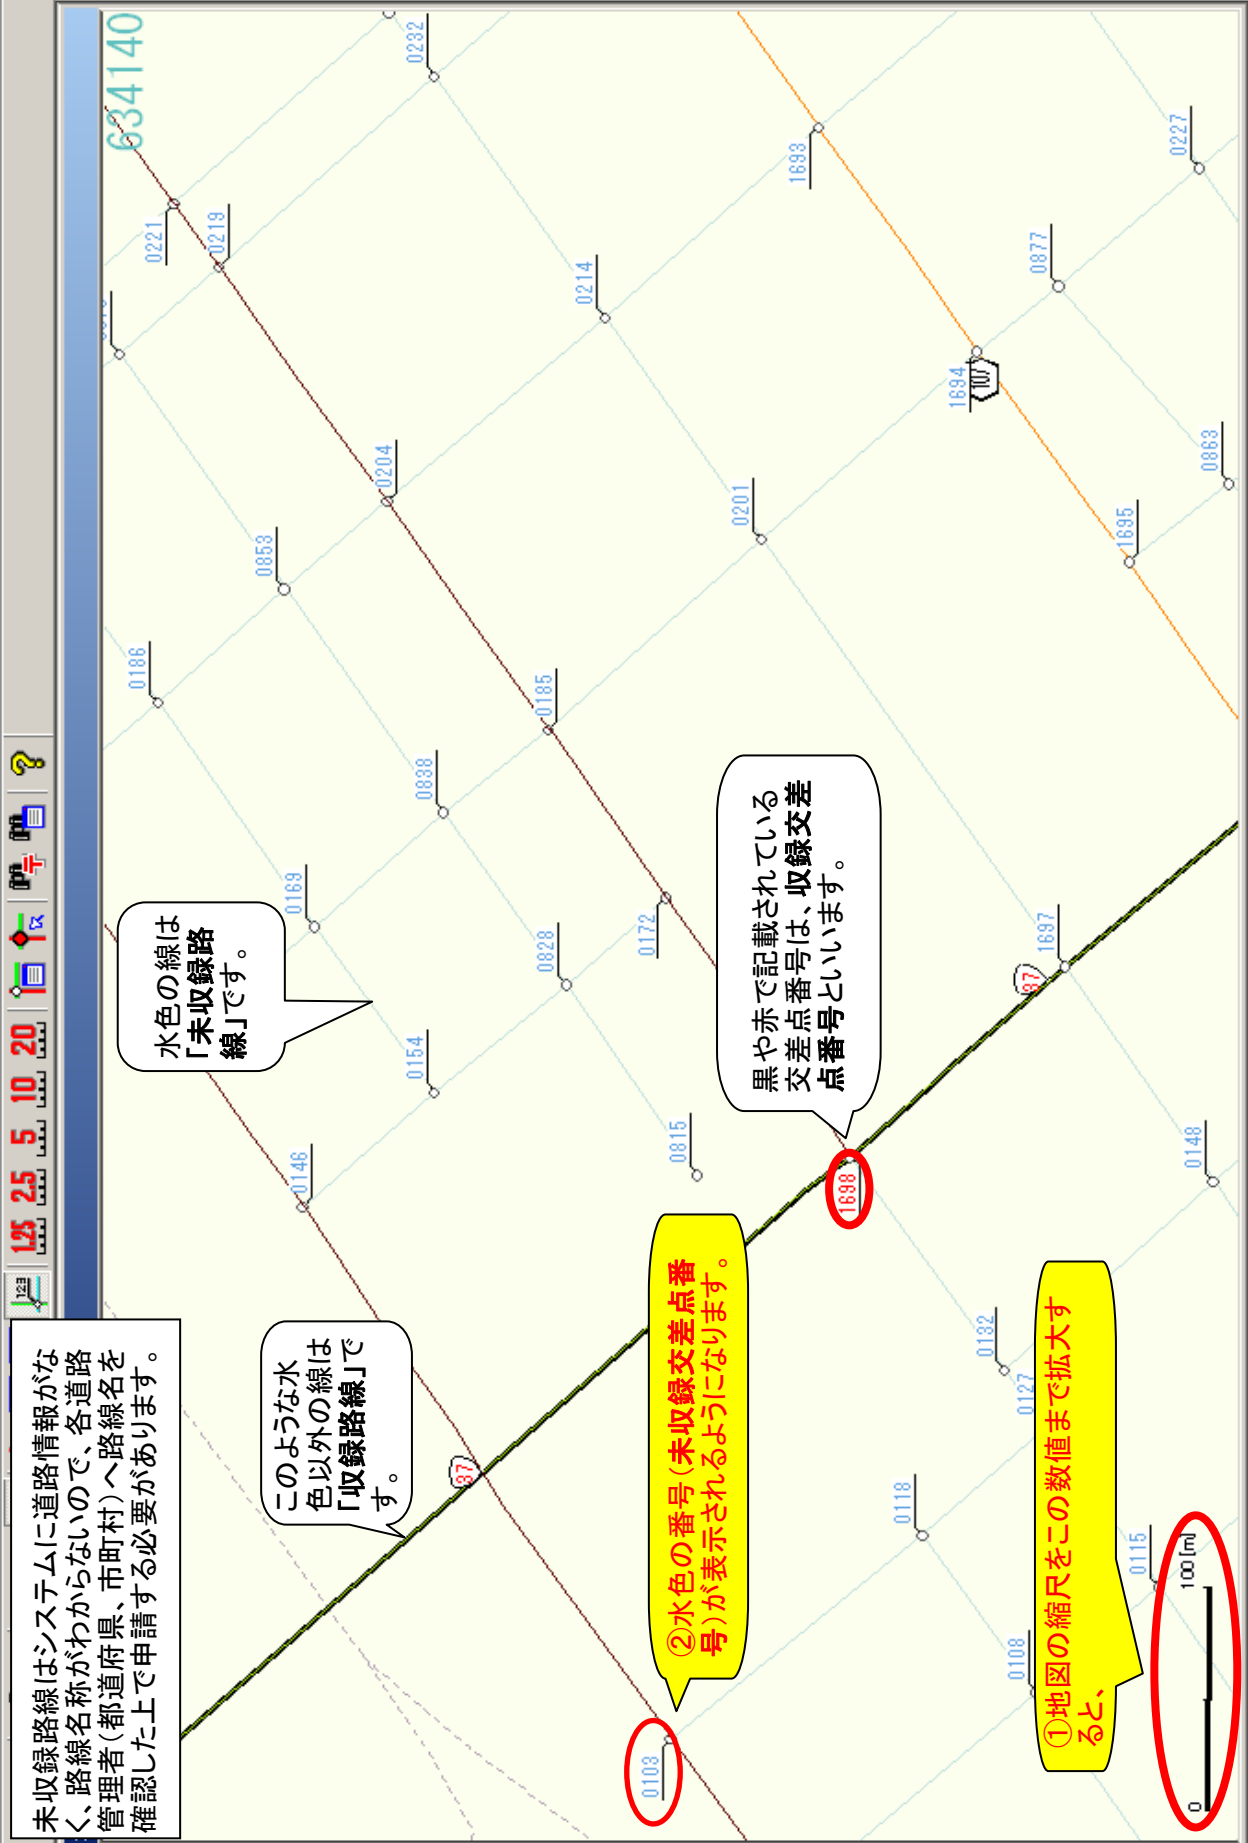 未収録路線はシステムに道路情報がな
く、路線名称がわからないので、各道路
管理者(都道府県、市町村)へ路線名を
確認した上で申請する必要があります。
123
1.25 2.5 5 10 20
?
634140
このような水
色以外の線は
「収録路線」で
す。
水色の線は
「未収録路
線」です。
黒や赤で記載されている
交差点番号は、収録交差
点番号といいます。
②水色の番号(未収録交差点番
号)が表示されるようになります。
①地図の縮尺をこの数値まで拡大す
ると、
0 100[m]
0232
0221
0219
0186
0853
0204
0214
1693
0227
0877
1694
107
0863
1695
0201
0185
0838
0169
0828
0172
0154
0146
0815
1697
37
1698
0148
0132
0127
0118
0115
0108
37
0103